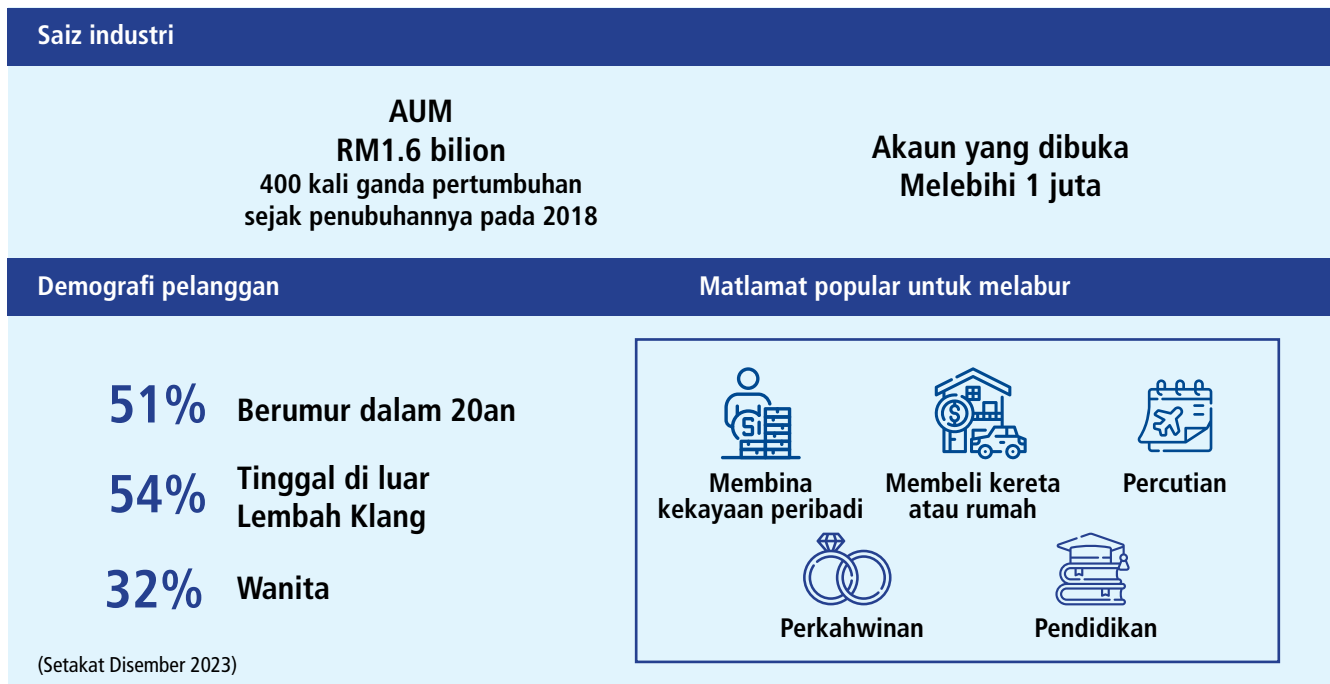 Saiz industri
AUM
RM1.6 bilion
400 kali ganda pertumbuhan
sejak penubuhannya pada 2018
Akaun yang dibuka
Melebihi 1 juta
Demografi pelanggan
51% Berumur dalam 20an
54% Tinggal di luar
Lembah Klang
32% Wanita
(Setakat Disember 2023)
Matlamat popular untuk melabur
$i
Membina
kekayaan peribadi
$
Membeli kereta
atau rumah
Percutian
Perkahwinan
Pendidikan